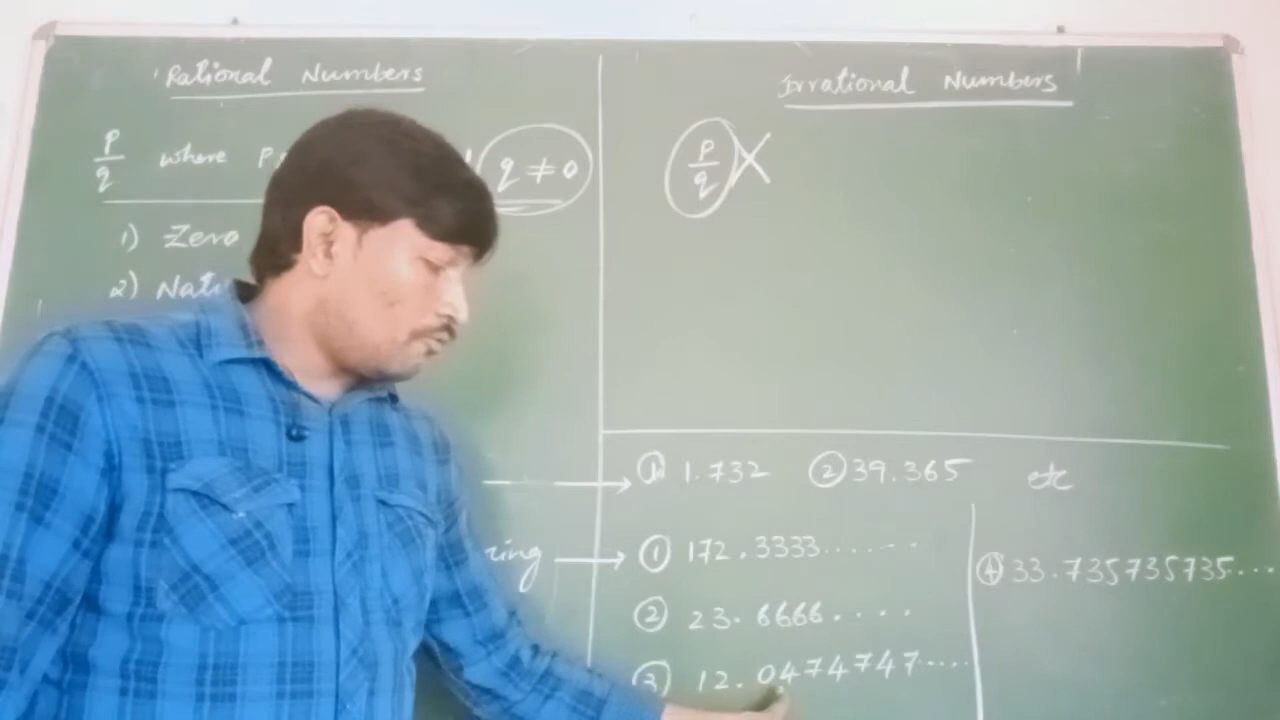 Rational Numbers
P/q where P, q ≠ 0
1) Zero
2) Natu
Irrational Numbers
P/q X
① 1.732 ② 39.365 etc
ring → ① 172.3333.......
② 23.6666.....
③ 12.0474747.....
④ 33.735735735...